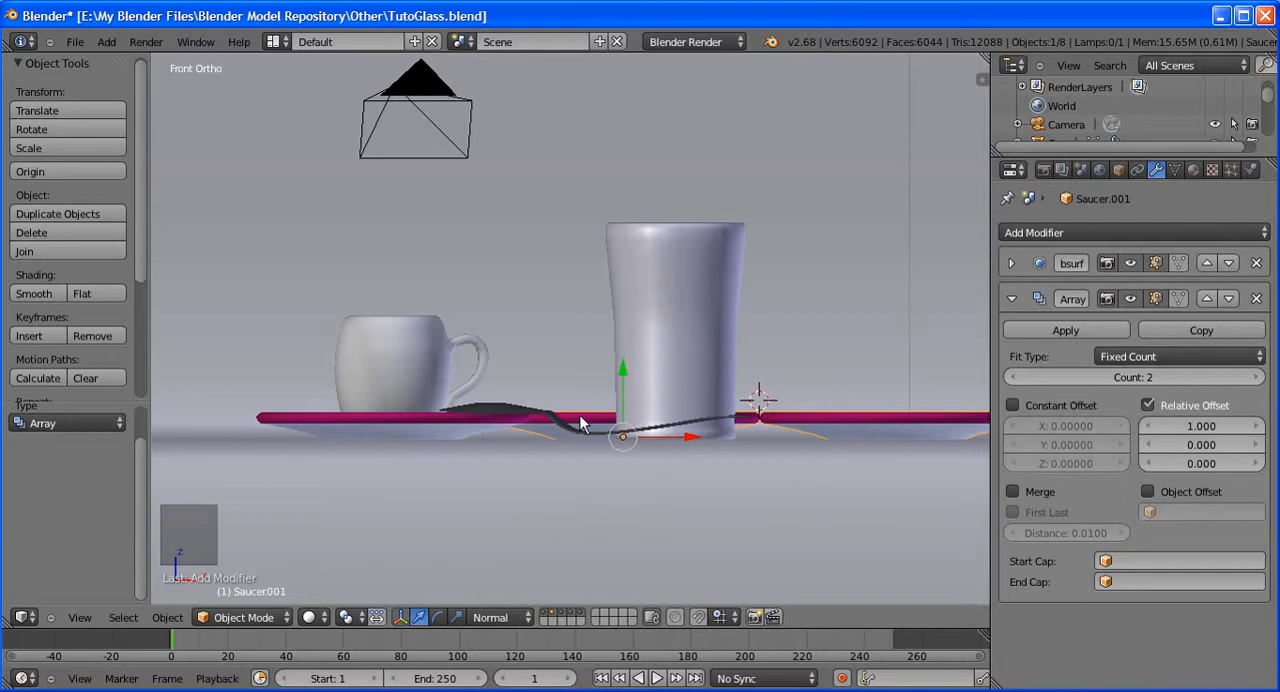 Blender* [E:\My Blender Files\Blender Model Repository\Other\TutoGlass.blend]
File Add Render Window Help Default Scene Blender Render v2.68 | Verts:6092 | Faces:6044 | Tris:12088 | Objects:1/8 | Lamps:0/1 | Mem:15.65M (0.61M) | Saucer
Object Tools
Transform:
Translate
Rotate
Scale
Origin
Object:
Duplicate Objects
Delete
Join
Shading:
Smooth Flat
Keyframes:
Insert Remove
Motion Paths:
Calculate Clear
Type
Array
Front Ortho
z
Last: Add Modifier
(1) Saucer.001
View Search All Scenes
RenderLayers
World
Camera
Saucer.001
Add Modifier
bsurf
Array
Apply Copy
Fit Type: Fixed Count
Count: 2
Constant Offset Relative Offset
X: 0.00000 1.000
Y: 0.00000 0.000
Z: 0.00000 0.000
Merge Object Offset
First Last
Distance: 0.0100
Start Cap:
End Cap:
View Select Object Object Mode Normal
-40 -20 0 20 40 60 80 100 120 140 160 180 200 220 240 260
View Marker Frame Playback Start: 1 End: 250 1 No Sync